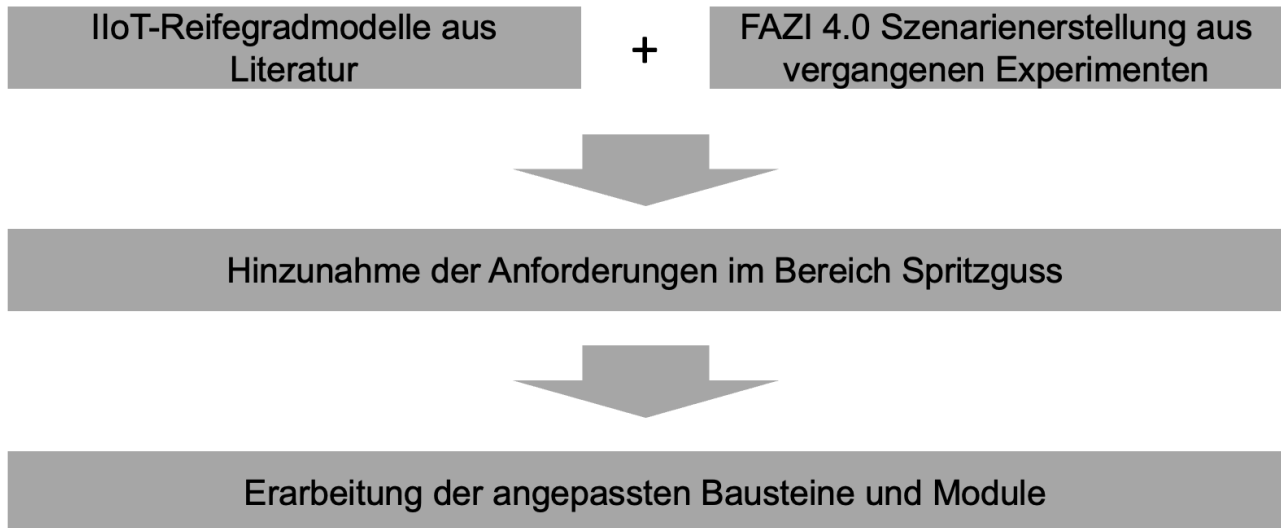 IIoT-Reifegradmodelle aus
Literatur
+
FAZI 4.0 Szenarienerstellung aus
vergangenen Experimenten
Hinzunahme der Anforderungen im Bereich Spritzguss
Erarbeitung der angepassten Bausteine und Module